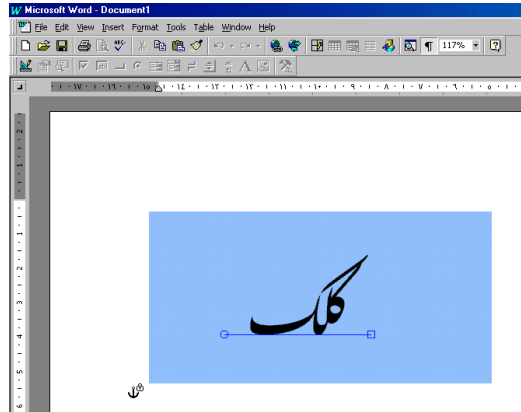 Microsoft Word - Document1
File Edit View Insert Format Tools Table Window Help
117%
کلک